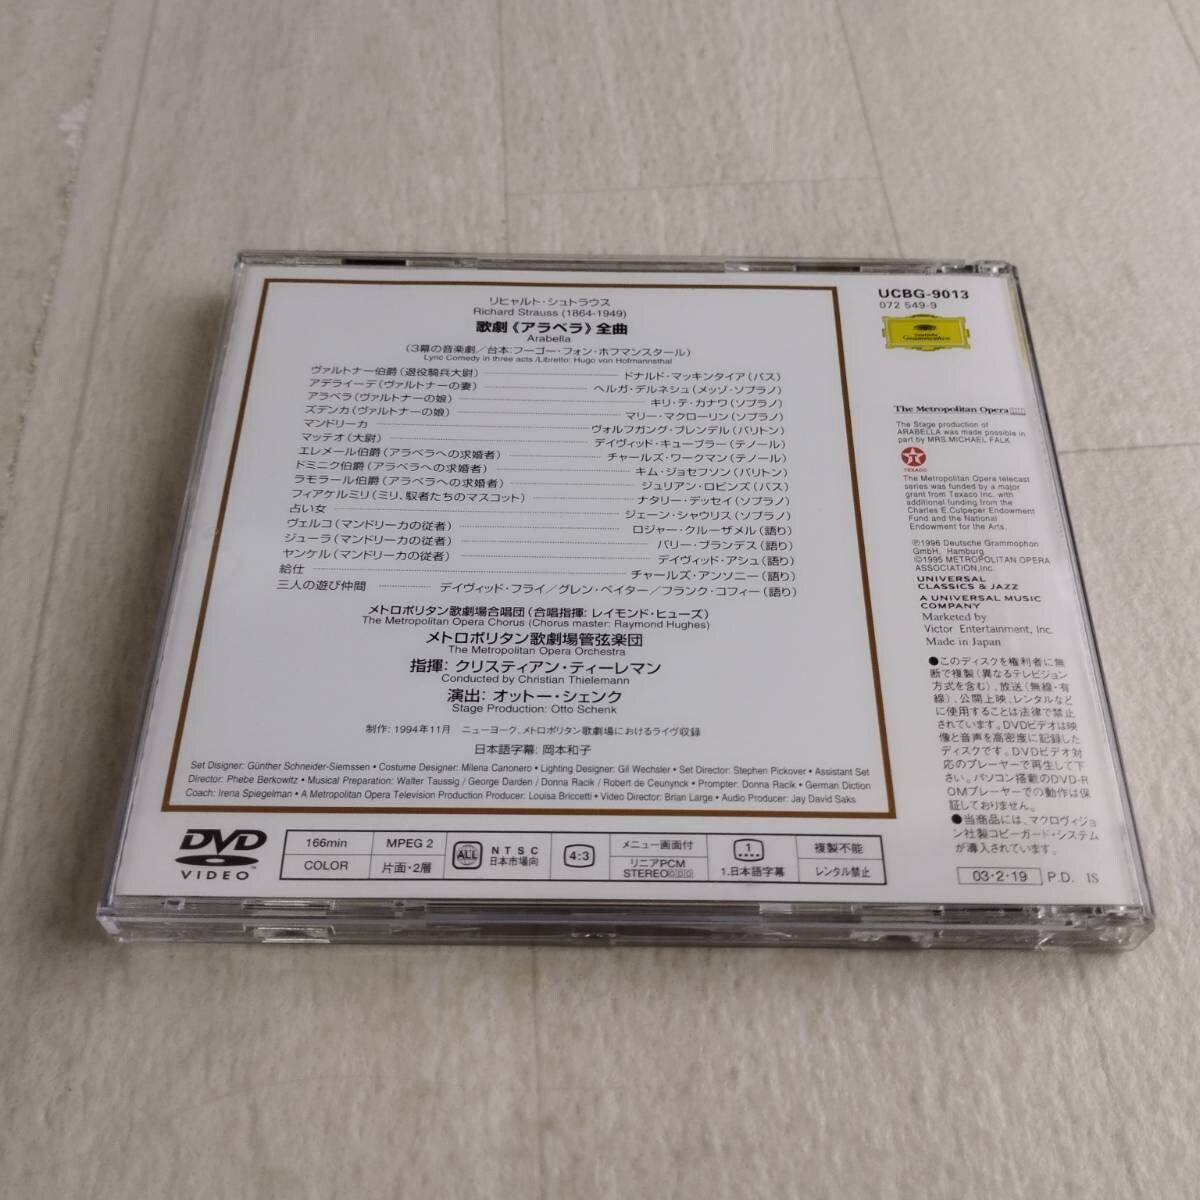 リヒャルト・シュトラウス
Richard Strauss (1864-1949)
歌劇《アラベラ》全曲
Arabella
(3幕の音楽劇/台本:フーゴー・フォン・ホフマンスタール)
Lyric Comedy in three acts /Libretto: Hugo von Hofmannsthal
ヴァルトナー伯爵(退役騎兵大尉) ドナルド・マッキンタイア(バス)
アデライーデ(ヴァルトナーの妻) ヘルガ・デルネシュ(メッゾ・ソプラノ)
アラベラ(ヴァルトナーの娘) キリ・テ・カナワ(ソプラノ)
ズデンカ(ヴァルトナーの娘) マリー・マクローリン(ソプラノ)
マンドリーカ ヴォルフガング・ブレンデル(バリトン)
マッテオ(大尉) デイヴィッド・キューブラー(テノール)
エレメール伯爵(アラベラへの求婚者) チャールズ・ワークマン(テノール)
ドミニク伯爵(アラベラへの求婚者) キム・ジョセフソン(バリトン)
ラモラール伯爵(アラベラへの求婚者) ジュリアン・ロビンズ(バス)
フィアケルミリ(ミリ、馭者たちのマスコット) ナタリー・デッセイ(ソプラノ)
占い女 ジェーン・シャウリス(ソプラノ)
ヴェルコ(マンドリーカの従者) ロジャー・クルーザメル(語り)
ジューラ(マンドリーカの従者) バリー・ブランデス(語り)
ヤンケル(マンドリーカの従者) デイヴィッド・アシュ(語り)
給仕 チャールズ・アンソニー(語り)
三人の遊び仲間 デイヴィッド・フライ/グレン・ベイター/フランク・コフィー(語り)
メトロポリタン歌劇場合唱団(合唱指揮: レイモンド・ヒューズ)
The Metropolitan Opera Chorus (Chorus master: Raymond Hughes)
メトロポリタン歌劇場管弦楽団
The Metropolitan Opera Orchestra
指揮: クリスティアン・ティーレマン
Conducted by Christian Thielemann
演出: オットー・シェンク
Stage Production: Otto Schenk
制作: 1994年11月 ニューヨーク、メトロポリタン歌劇場におけるライヴ収録
日本語字幕: 岡本和子
Set Disigner: Günther Schneider-Siemssen • Costume Designer: Milena Canonero • Lighting Designer: Gil Wechsler • Set Director: Stephen Pickover • Assistant Set
Director: Phebe Berkowitz • Musical Preparation: Walter Taussig / George Darden / Donna Racik / Robert de Ceunynck • Prompter: Donna Racik • German Diction
Coach: Irena Spiegelman • A Metropolitan Opera Television Production Producer: Louisa Briccetti • Video Director: Brian Large • Audio Producer: Jay David Saks
DVD
VIDEO™
166min
COLOR
MPEG 2
片面・2層
ALL
NTSC
日本市場向
4:3
メニュー画面付
リニアPCM
STEREO
1
1.日本語字幕
複製不能
レンタル禁止
UCBG-9013
072 549-9
Deutsche
Grammophon
The Metropolitan Opera
The Stage production of
ARABELLA was made possible in
part by MRS.MICHAEL FALK
TEXACO
The Metropolitan Opera telecast
series was funded by a major
grant from Texaco Inc. with
additional funding from the
Charles E.Culpeper Endowment
Fund and the National
Endowment for the Arts.
℗1996 Deutsche Grammophon
GmbH, Hamburg
©1995 METROPOLITAN OPERA
ASSOCIATION,Inc.
UNIVERSAL
CLASSICS & JAZZ
A UNIVERSAL MUSIC
COMPANY
Marketed by
Victor Entertainment, Inc.
Made in Japan
●このディスクを権利者に無
断で複製(異なるテレビジョン
方式を含む)、放送(無線・有
線)、公開上映、レンタルなど
に使用することは法律で禁止
されています。DVDビデオは映
像と音声を高密度に記録した
ディスクです。DVDビデオ対
応のプレーヤーで再生して下
さい。パソコン搭載のDVD-R
OMプレーヤーでの動作は保
証しておりません。
●当商品には、マクロヴィジョ
ン社製コピーガード・システム
が導入されています。
03・2・19 P.D. IS